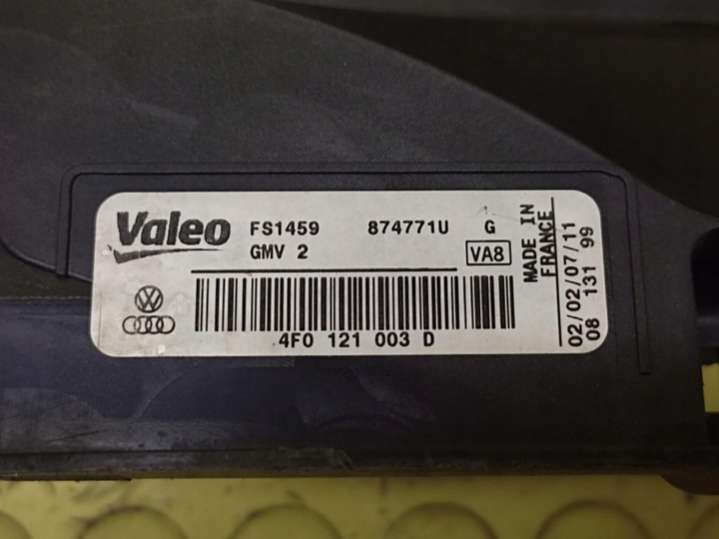 Valeo FS1459 874771U G
GMV 2 VA8
4F0 121 003 D
MADE IN
FRANCE
02/02/07/11
08 131 99